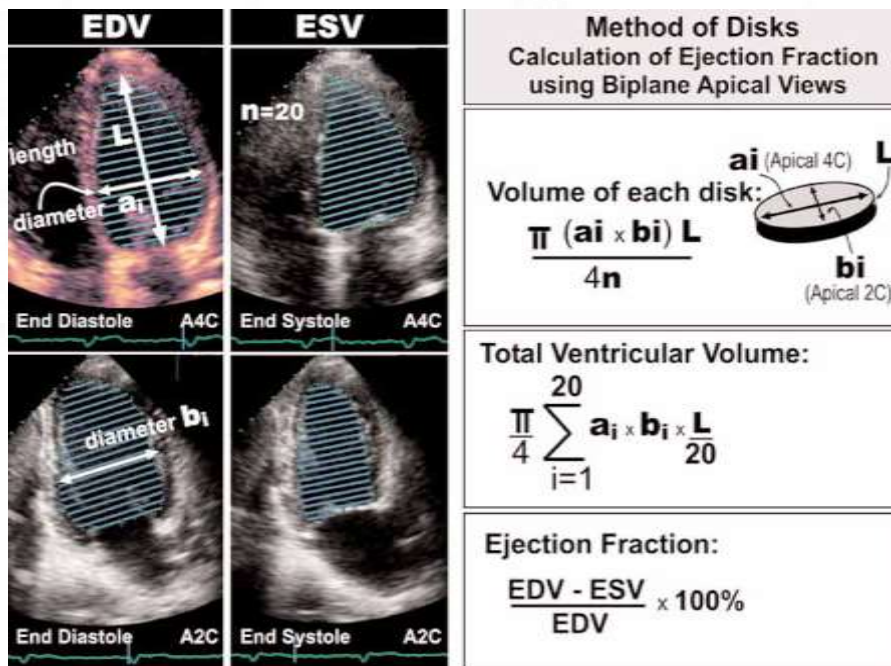 EDV
ESV
n=20
L
length
diameter ai
End Diastole A4C
End Systole A4C
diameter bi
End Diastole A2C
End Systole A2C
Method of Disks
Calculation of Ejection Fraction
using Biplane Apical Views
ai (Apical 4C)
L
Volume of each disk:
π (ai x bi) L
4n
bi
(Apical 2C)
Total Ventricular Volume:
20
π/4 ∑ ai x bi x L/20
i=1
Ejection Fraction:
EDV - ESV
x 100%
EDV